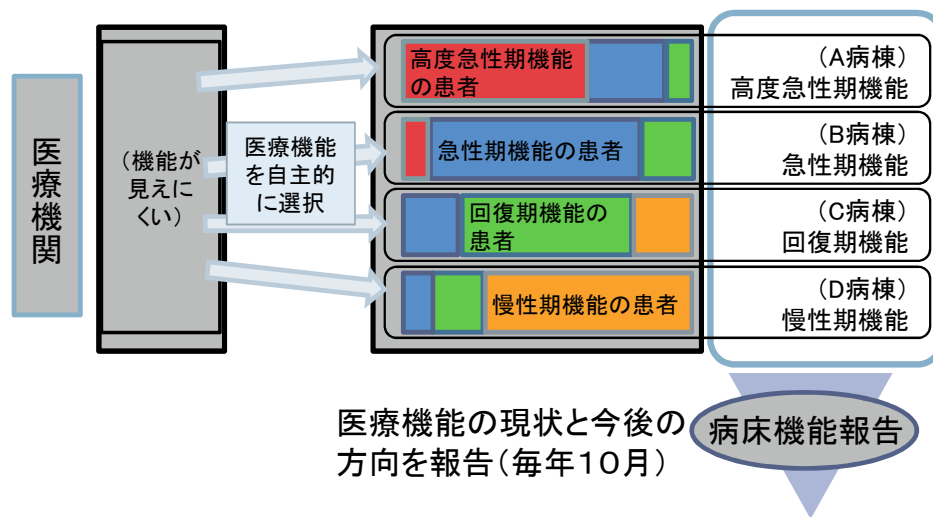 医療機関
(機能が
見えに
くい)
医療機能
を自主的
に選択
高度急性期機能
の患者
(A病棟)
高度急性期機能
急性期機能の患者
(B病棟)
急性期機能
回復期機能の
患者
(C病棟)
回復期機能
慢性期機能の患者
(D病棟)
慢性期機能
医療機能の現状と今後の
方向を報告(毎年10月)
病床機能報告